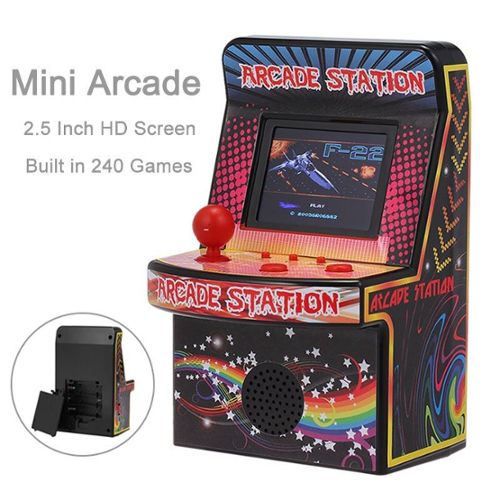 Mini Arcade
2.5 Inch HD Screen
Built in 240 Games
ARCADE STATION
F-22
PLAY
ARCADE STATION
ARCADE STATION